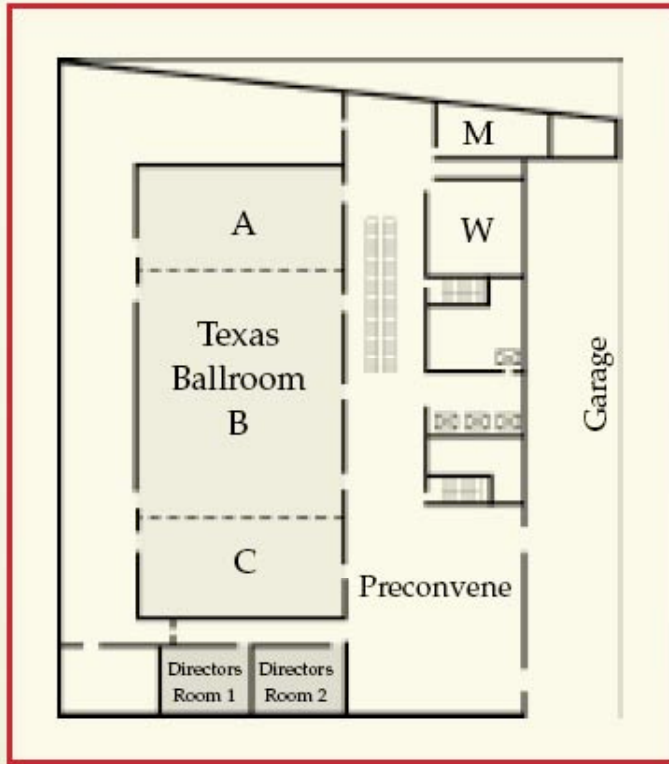 M
A
W
Texas
Ballroom
B
Garage
C
Preconvene
Directors
Room 1
Directors
Room 2